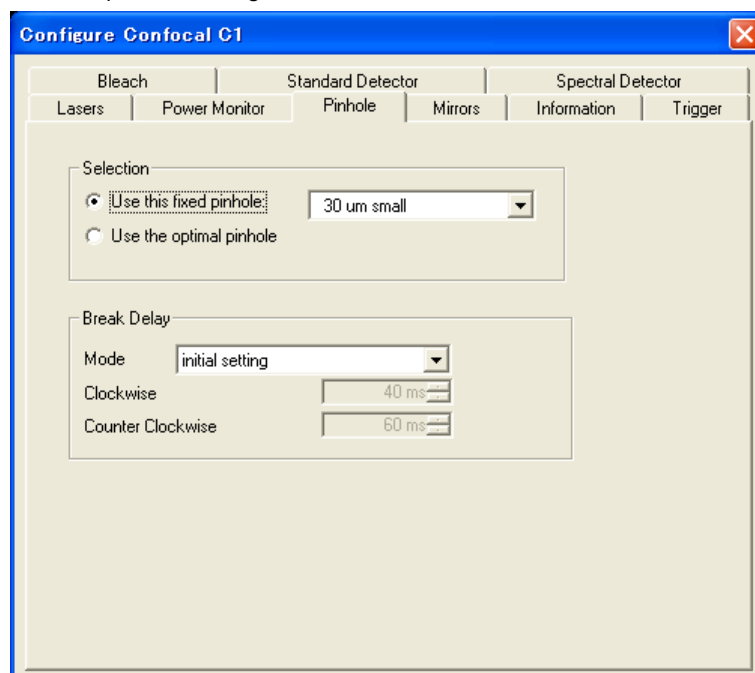 Configure Confocal C1
Bleach Standard Detector Spectral Detector
Lasers Power Monitor Pinhole Mirrors Information Trigger
Selection
Use this fixed pinhole: 30 um small
Use the optimal pinhole
Break Delay
Mode initial setting
Clockwise 40 ms
Counter Clockwise 60 ms